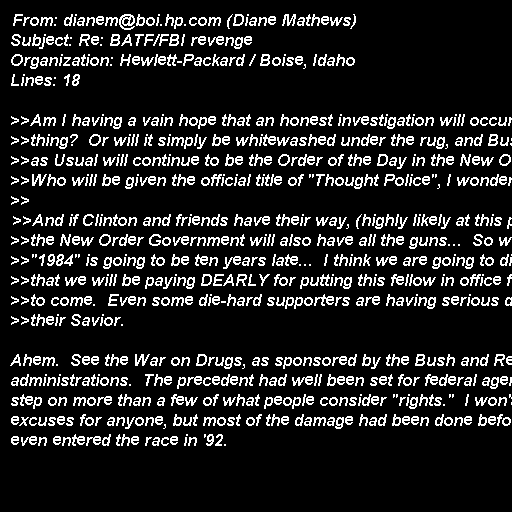 From: dianem@boi.hp.com (Diane Mathews)
Subject: Re: BATF/FBI revenge
Organization: Hewlett-Packard / Boise, Idaho
Lines: 18

>>Am I having a vain hope that an honest investigation will occur
>>thing?  Or will it simply be whitewashed under the rug, and Bus
>>as Usual will continue to be the Order of the Day in the New O
>>Who will be given the official title of "Thought Police", I wonder
>>
>>And if Clinton and friends have their way, (highly likely at this p
>>the New Order Government will also have all the guns...  So w
>>"1984" is going to be ten years late...  I think we are going to di
>>that we will be paying DEARLY for putting this fellow in office f
>>to come.  Even some die-hard supporters are having serious d
>>their Savior.

Ahem.  See the War on Drugs, as sponsored by the Bush and Re
administrations.  The precedent had well been set for federal age
step on more than a few of what people consider "rights."  I won'
excuses for anyone, but most of the damage had been done befo
even entered the race in '92.